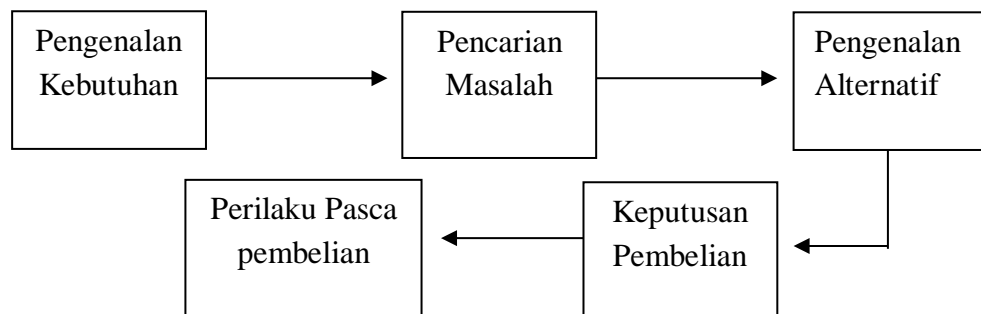 Pengenalan
Kebutuhan
Pencarian
Masalah
Pengenalan
Alternatif
Keputusan
Pembelian
Perilaku Pasca
pembelian